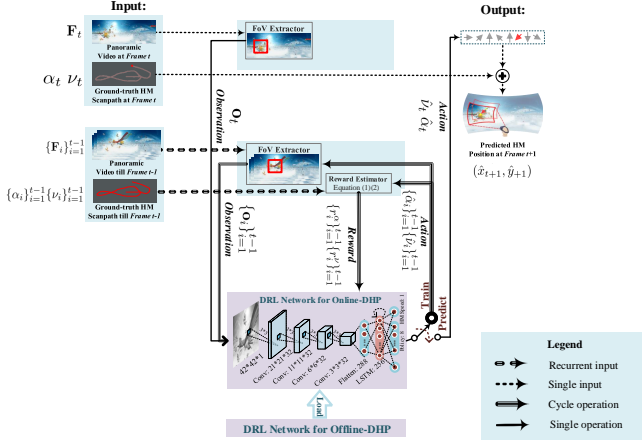 Input:
Output:
F_t
FoV Extractor
Panoramic
Video at Frame t
α_t ν_t
Ground-truth HM
Scanpath at Frame t
Observation
O_t
ν̂_t α̂_t
Action
Predicted HM
Position at Frame t+1
(x̂_{t+1}, ŷ_{+1})
{F_i}_{i=1}^{t-1}
FoV Extractor
Panoramic
Video till Frame t-1
Reward Estimator
Equation (1)(2)
{α_i}_{i=1}^{t-1}{ν_i}_{i=1}^{t-1}
Ground-truth HM
Scanpath till Frame t-1
Observation
{O_i}_{i=1}^{t-1}
{r_i^α}_{i=1}^{t-1}{r_i^ν}_{i=1}^{t-1}
Reward
{α̂_i}_{i=1}^{t-1}{ν̂_i}_{i=1}^{t-1}
Action
DRL Network for Online-DHP
42*42*1
Conv: 21*21*32
Conv: 11*11*32
Conv: 6*6*32
Conv: 3*3*32
Flatten: 288
LSTM: 256
HM Speed: 1
Train
Predict
Load
DRL Network for Offline-DHP
Legend
Recurrent input
Single input
Cycle operation
Single operation